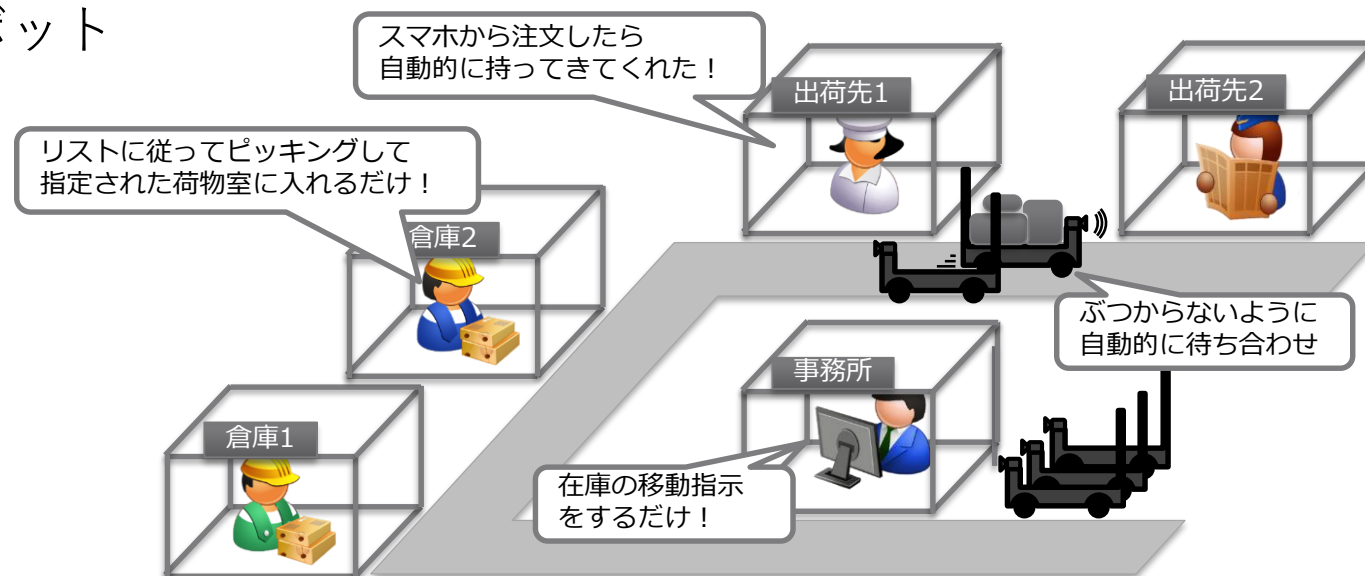 ボット
スマホから注文したら
自動的に持ってきてくれた！
出荷先1
出荷先2
リストに従ってピッキングして
指定された荷物室に入れるだけ！
倉庫2
ぶつからないように
自動的に待ち合わせ
事務所
倉庫1
在庫の移動指示
をするだけ！